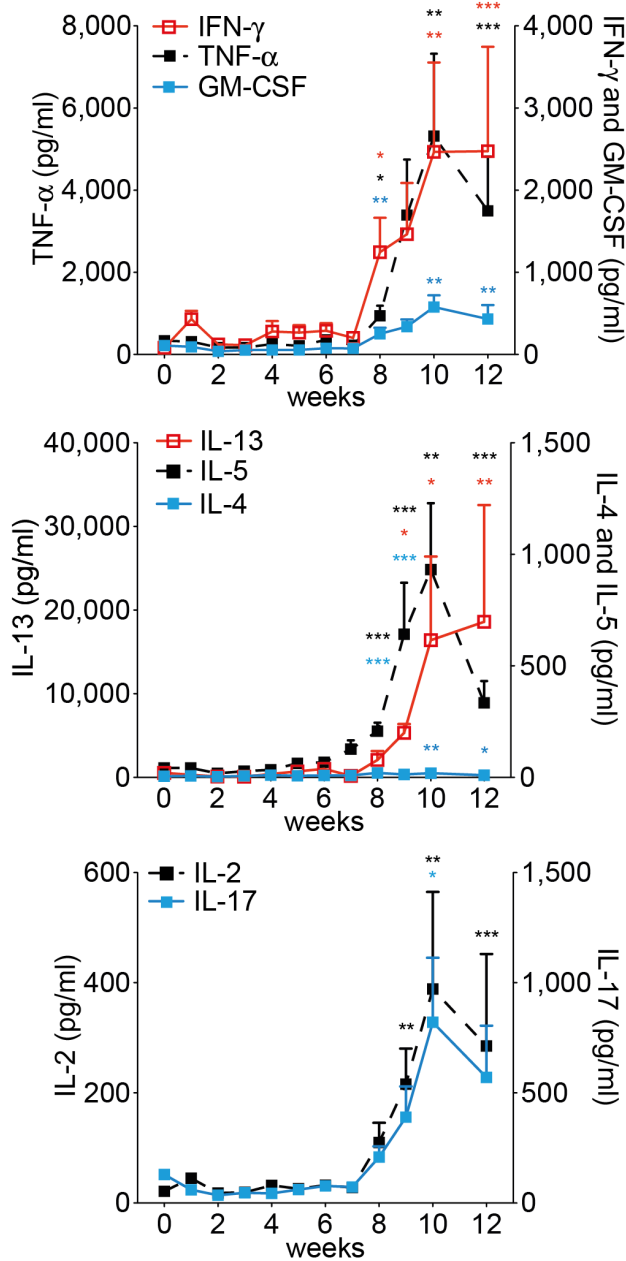 IFN-γ
TNF-α
GM-CSF
TNF-α (pg/ml)
8,000
6,000
4,000
2,000
0
IFN-γ and GM-CSF
(pg/ml)
4,000
3,000
2,000
1,000
0
*
*
**
**
**
**
***
***
**
0 2 4 6 8 10 12
weeks
IL-13
IL-5
IL-4
IL-13 (pg/ml)
40,000
30,000
20,000
10,000
0
IL-4 and IL-5
(pg/ml)
1,500
1,000
500
0
***
***
***
*
***
**
*
**
***
**
*
0 2 4 6 8 10 12
weeks
IL-2
IL-17
IL-2 (pg/ml)
600
400
200
0
IL-17 (pg/ml)
1,500
1,000
500
0
**
**
*
***
0 2 4 6 8 10 12
weeks